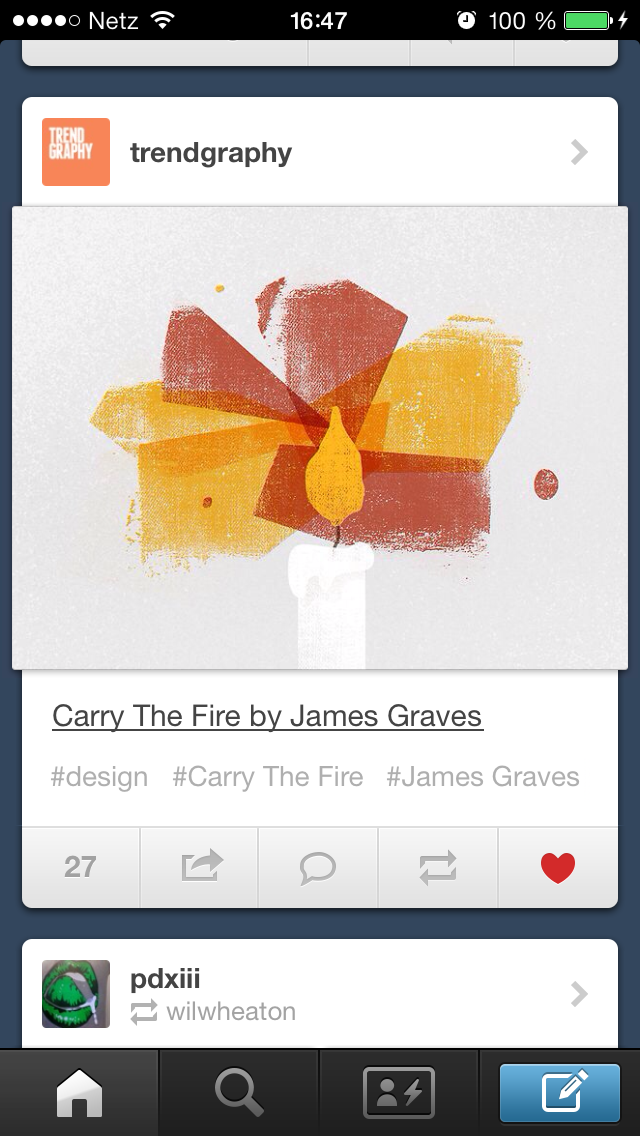 Netz 16:47 100 %
TREND
GRAPHY
trendgraphy
Carry The Fire by James Graves
#design #Carry The Fire #James Graves
27
pdxiii
wilwheaton